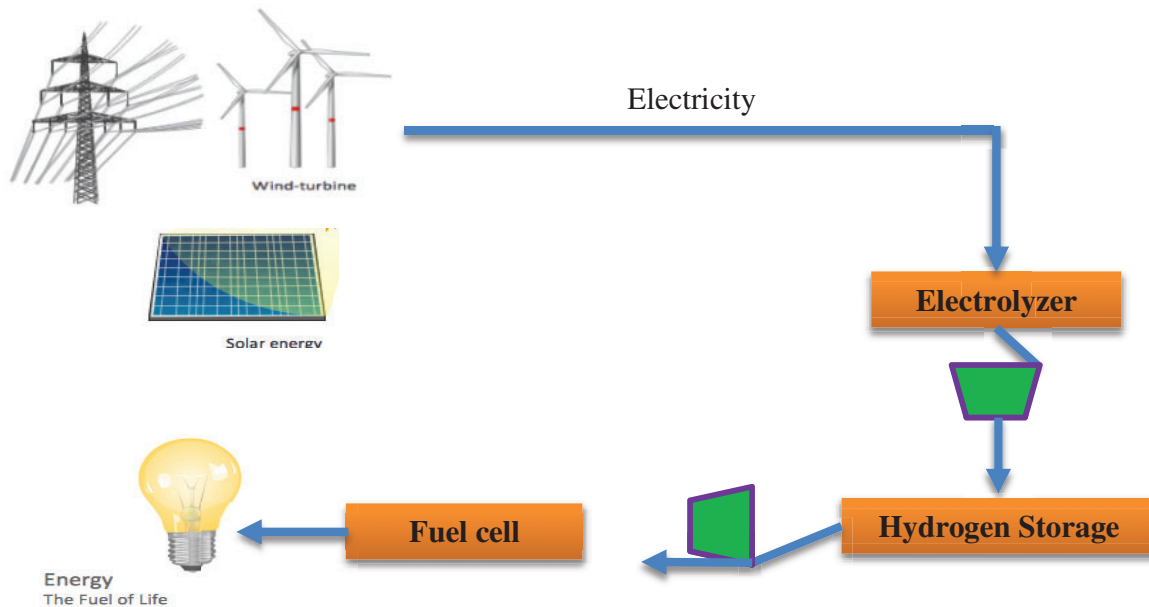 Electricity
Wind-turbine
Solar energy
Electrolyzer
Hydrogen Storage
Fuel cell
Energy
The Fuel of Life